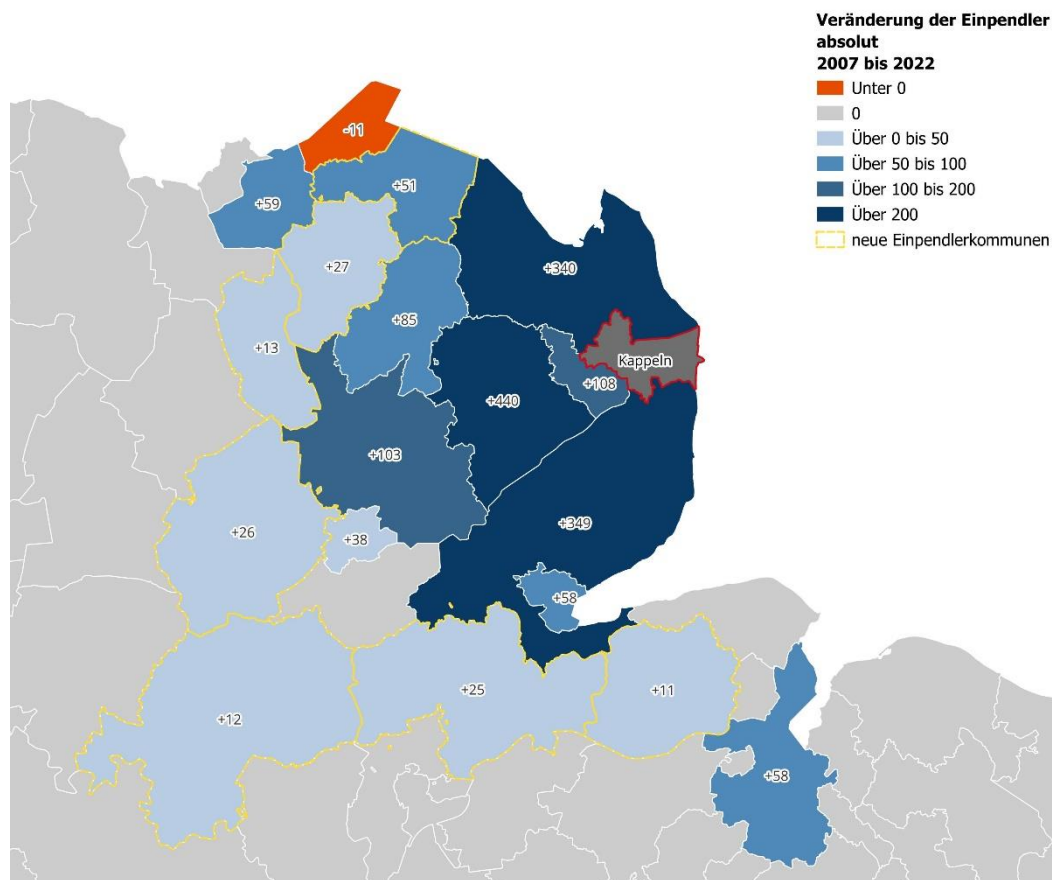 Veränderung der Einpendler
absolut
2007 bis 2022
Unter 0
0
Über 0 bis 50
Über 50 bis 100
Über 100 bis 200
Über 200
neue Einpendlerkommunen
-11
+51
+59
+27
+340
+85
+13
Kappeln
+108
+440
+103
+349
+26
+38
+58
+25
+11
+12
+58